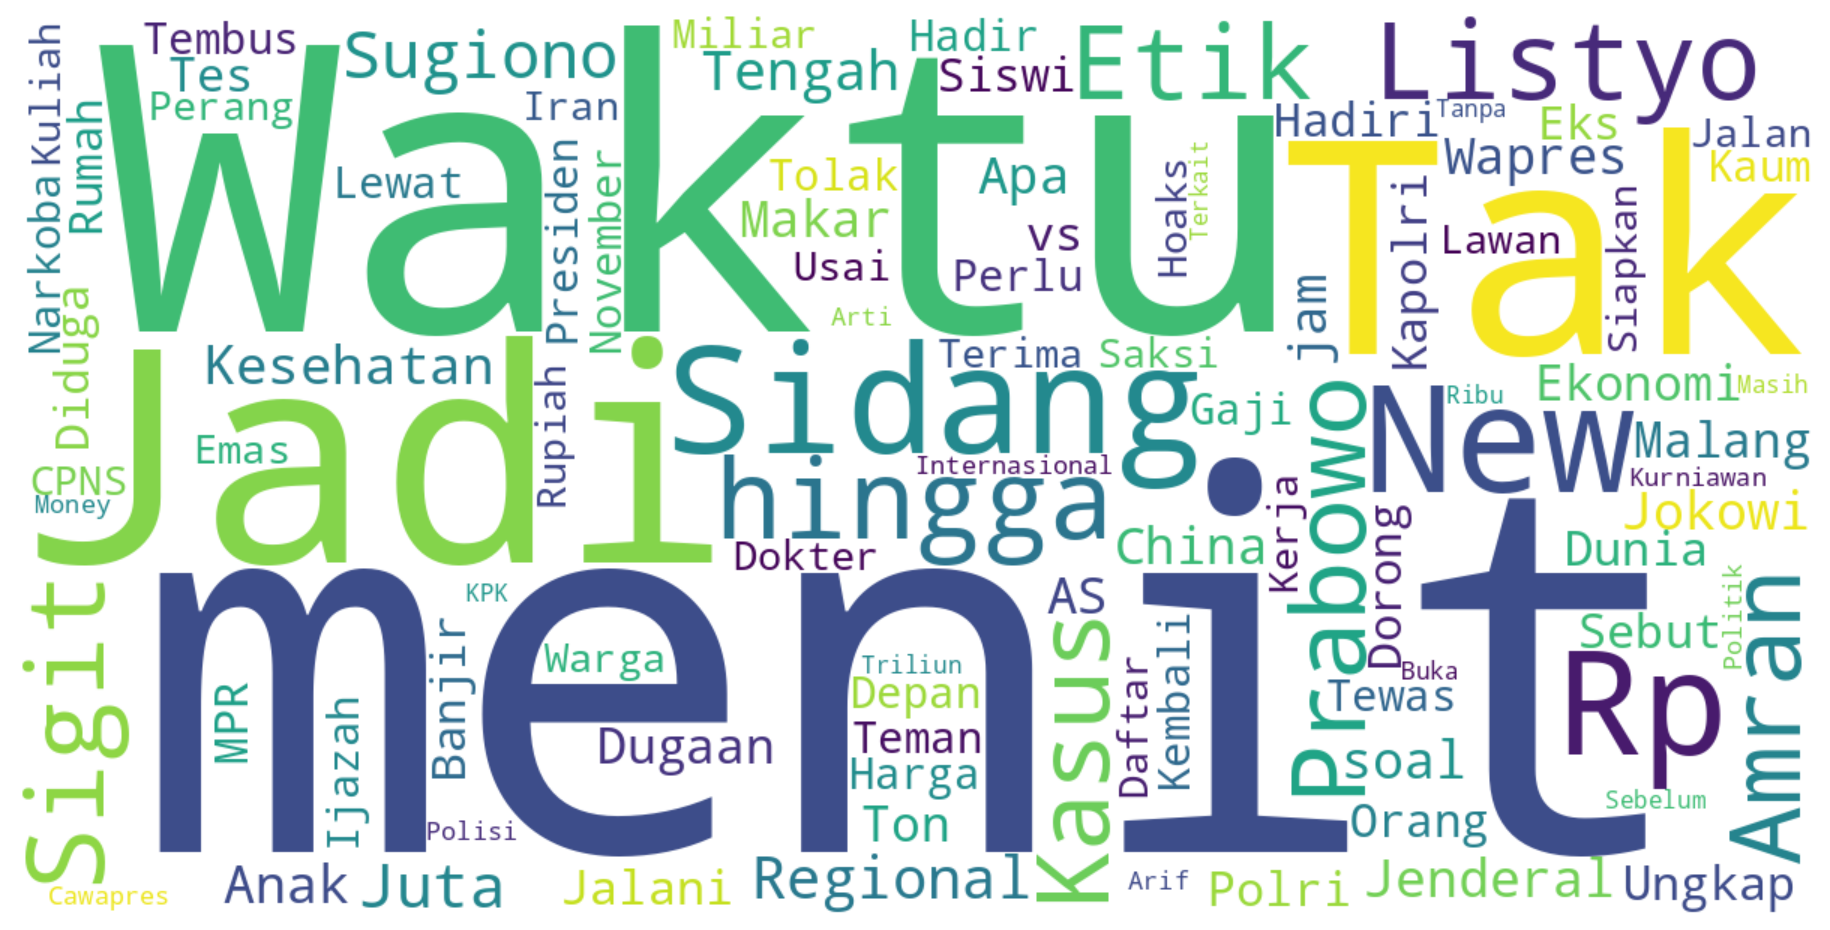 Tembus
Sugiono
Miliar
Hadir
Etik
Listyo
Kuliah
Tes
Tengah
Siswi
Perang
Iran
Hadiri
Tanpa
Eks
Jalan
Rumah
Waktu
Lewat
Tolak
Apa
Wapres
Kaum
Narkoba
Presiden
November
Makar
vs
Hoaks
Terkait
Tak
Kapolri
Lawan
Siapkan
Usai
Perlu
Arti
jam
Diduga
Kesehatan
Sidang
Terima
Saksi
Ekonomi
Masih
Jadi
Rupiah
Gaji
New
Ribu
Emas
Malang
CPNS
Internasional
Kurniawan
Money
hingga
Kerja
Prabowo
Dorong
Jokowi
Dokter
China
Dunia
Sigit
menit
KPK
AS
Kasus
Politik
Amran
Sebut
Banjir
Warga
Triliun
Kembali
Buka
MPR
Depan
Daftar
Tewas
Rp
Ijazah
Dugaan
Teman
Harga
soal
Polisi
Ton
Orang
Sebelum
Cawapres
Anak
Juta
Jalani
Regional
Arif
Polri
Jenderal
Ungkap